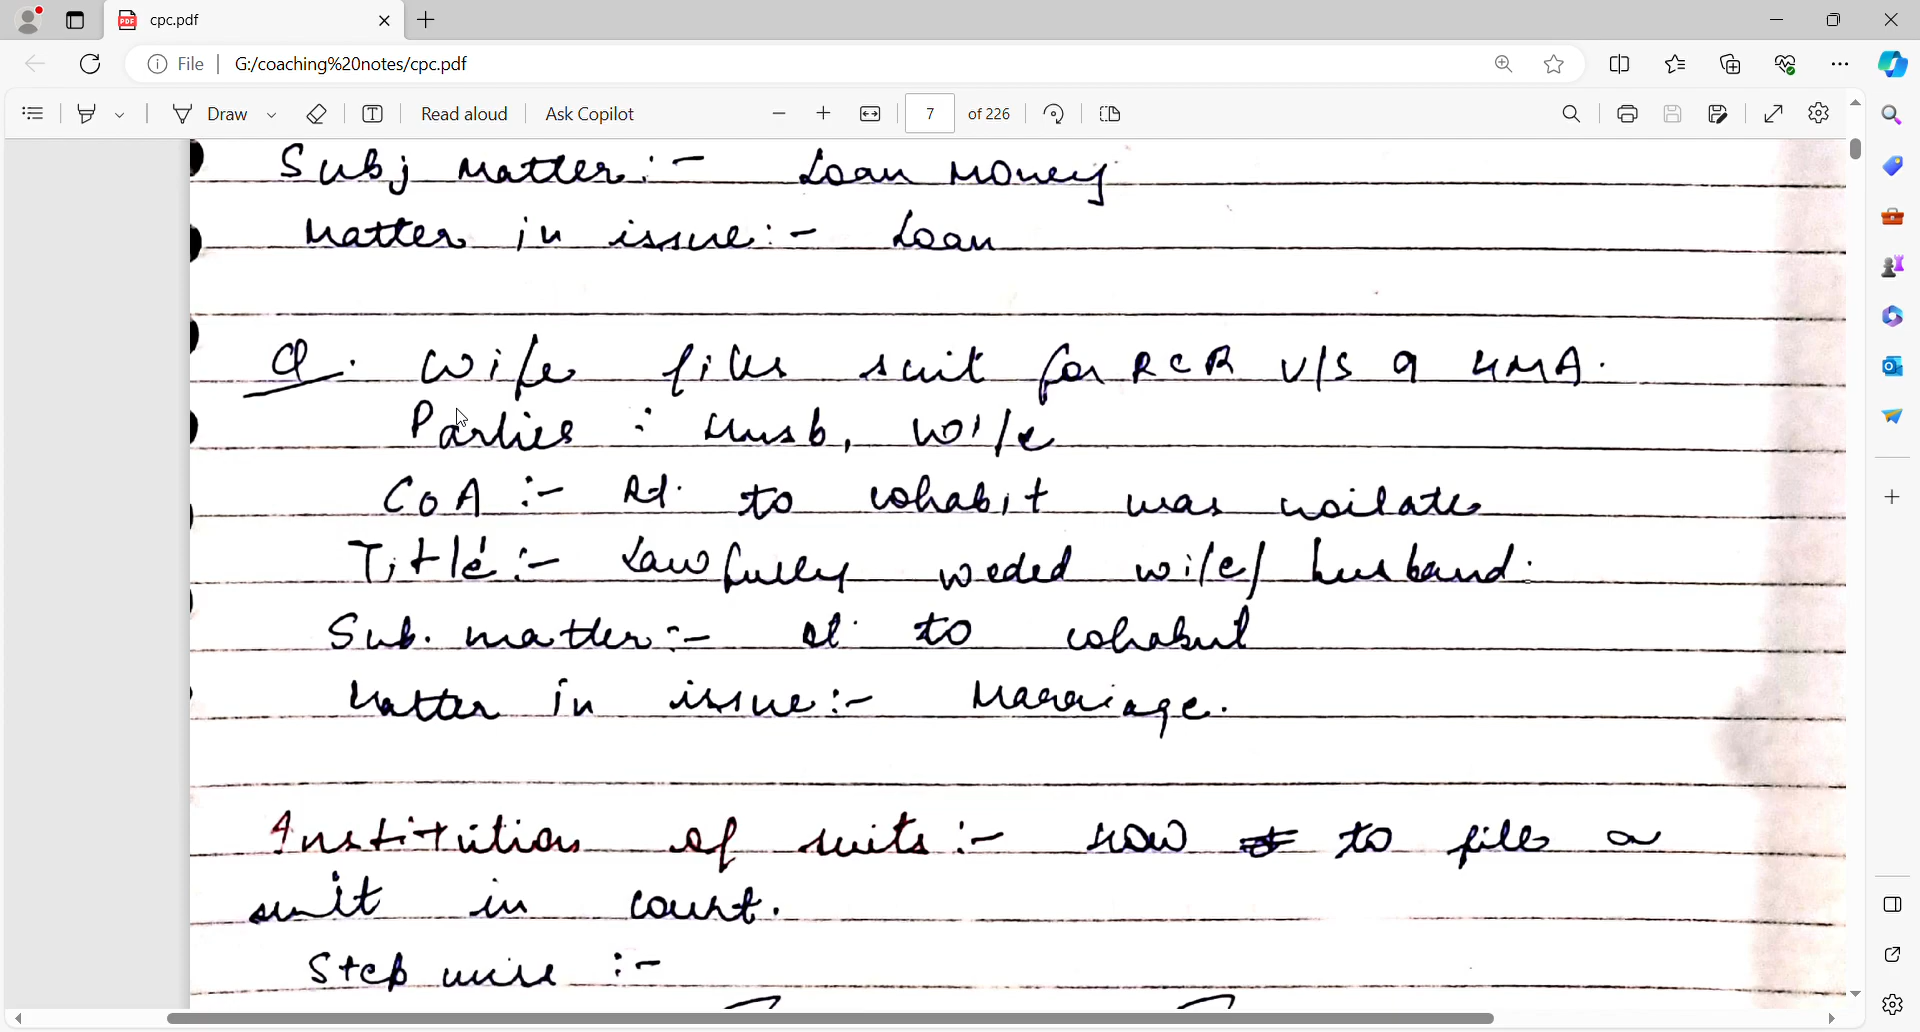 cpc.pdf
File G:/coaching%20notes/cpc.pdf
Draw Read aloud Ask Copilot 7 of 226
Subj Matter :- Loan Money
Matter in issue :- Loan
Q. Wife files suit for RCR v/s 9 HMA.
Parties : Husb, wife
COA :- Rt. to cohabit was voilate
Title :- Lawfully weded wife/ husband.
Sub. matter :- rt. to cohabit
Matter in issue :- Marriage.
Institution of suits :- How to file a
suit in court.
Step wise :-